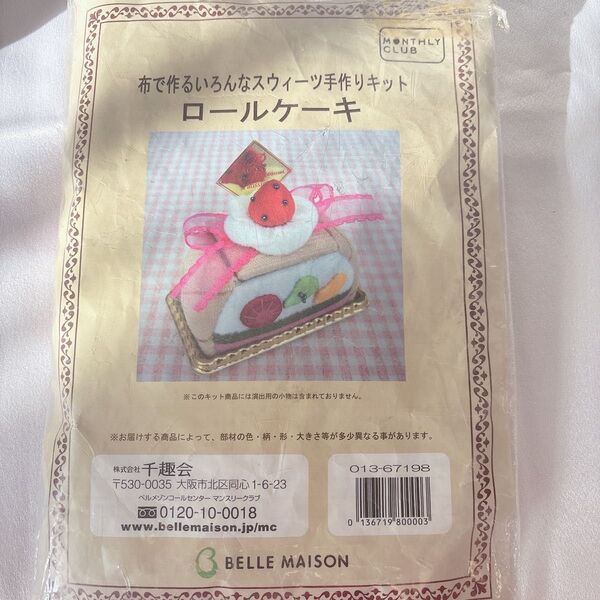 MONTHLY
CLUB
布で作るいろんなスウィーツ手作りキット
ロールケーキ
※このキット商品には演出用の小物は含まれておりません。
※お届けする商品によって、部材の色・柄・形・大きさ等が多少異なる事があります。
株式会社 千趣会
〒530-0035 大阪市北区同心1-6-23
ベルメゾンコールセンター マンスリークラブ
0120-10-0018
www.bellemaison.jp/mc
013-67198
0 136719 800003
BELLE MAISON